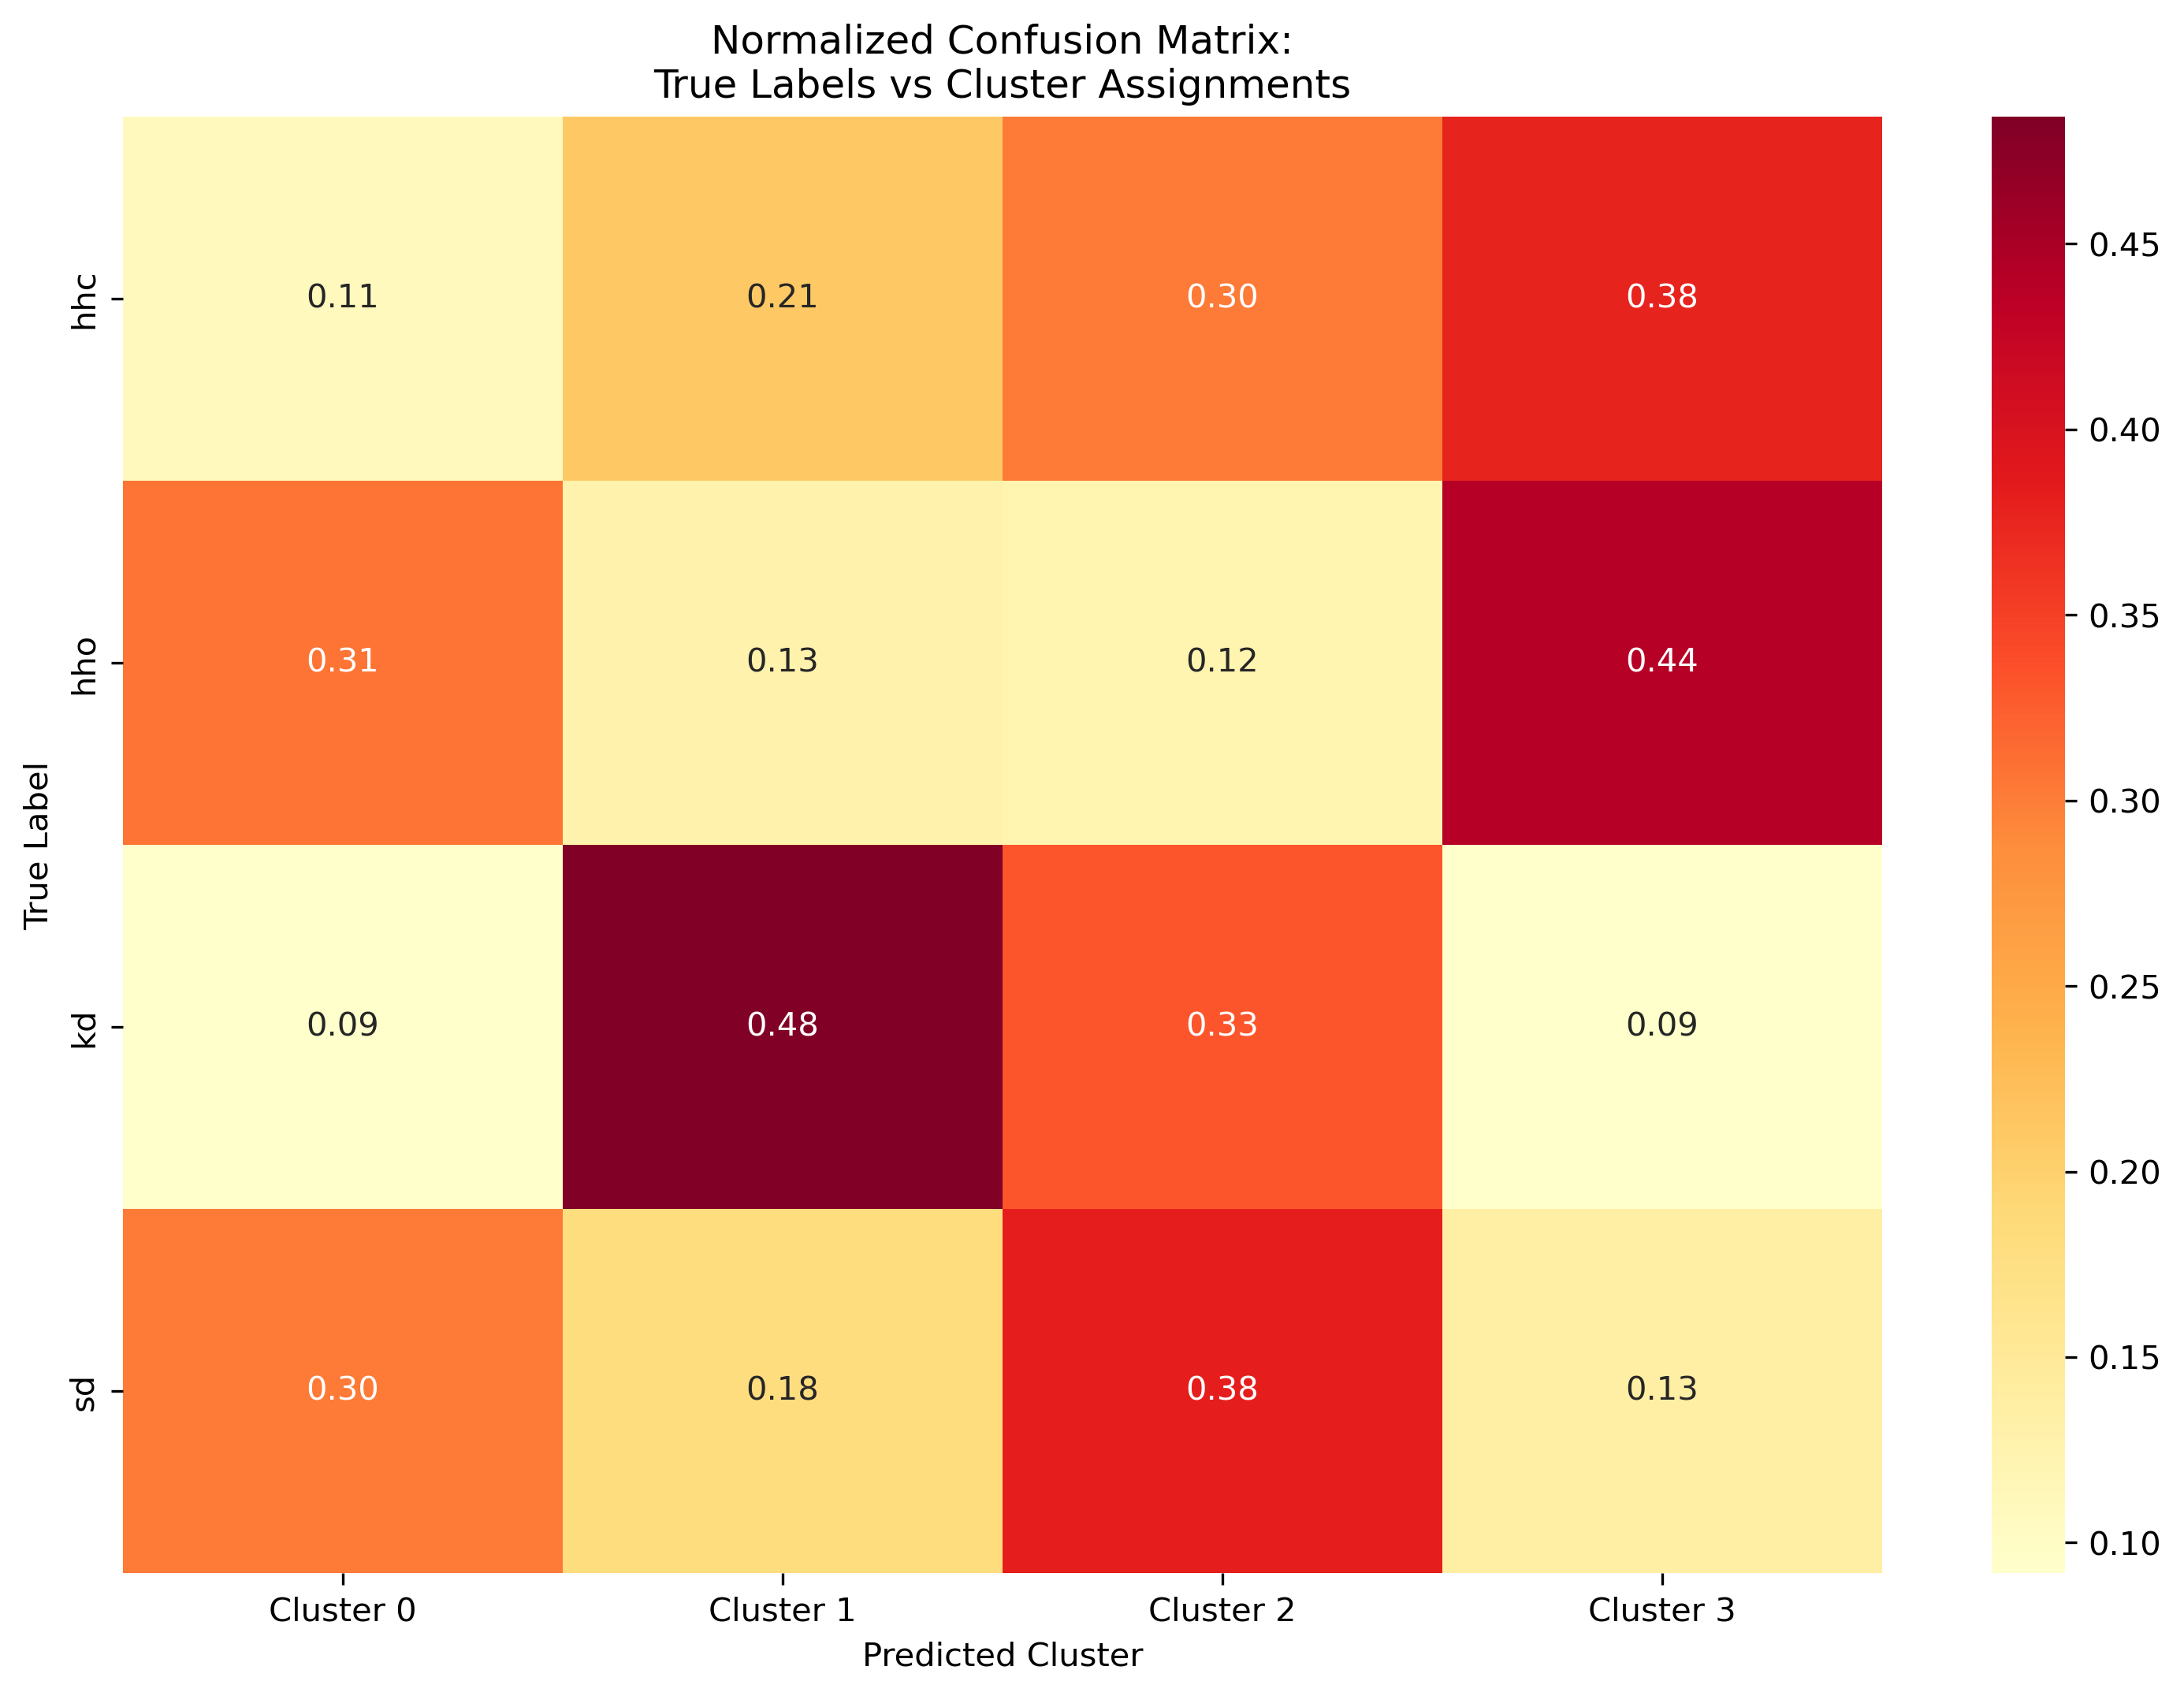 Normalized Confusion Matrix:
True Labels vs Cluster Assignments
True Label
hhc
0.11 0.21 0.30 0.38
hho
0.31 0.13 0.12 0.44
kd
0.09 0.48 0.33 0.09
sd
0.30 0.18 0.38 0.13
Cluster 0 Cluster 1 Cluster 2 Cluster 3
Predicted Cluster
0.45
0.40
0.35
0.30
0.25
0.20
0.15
0.10